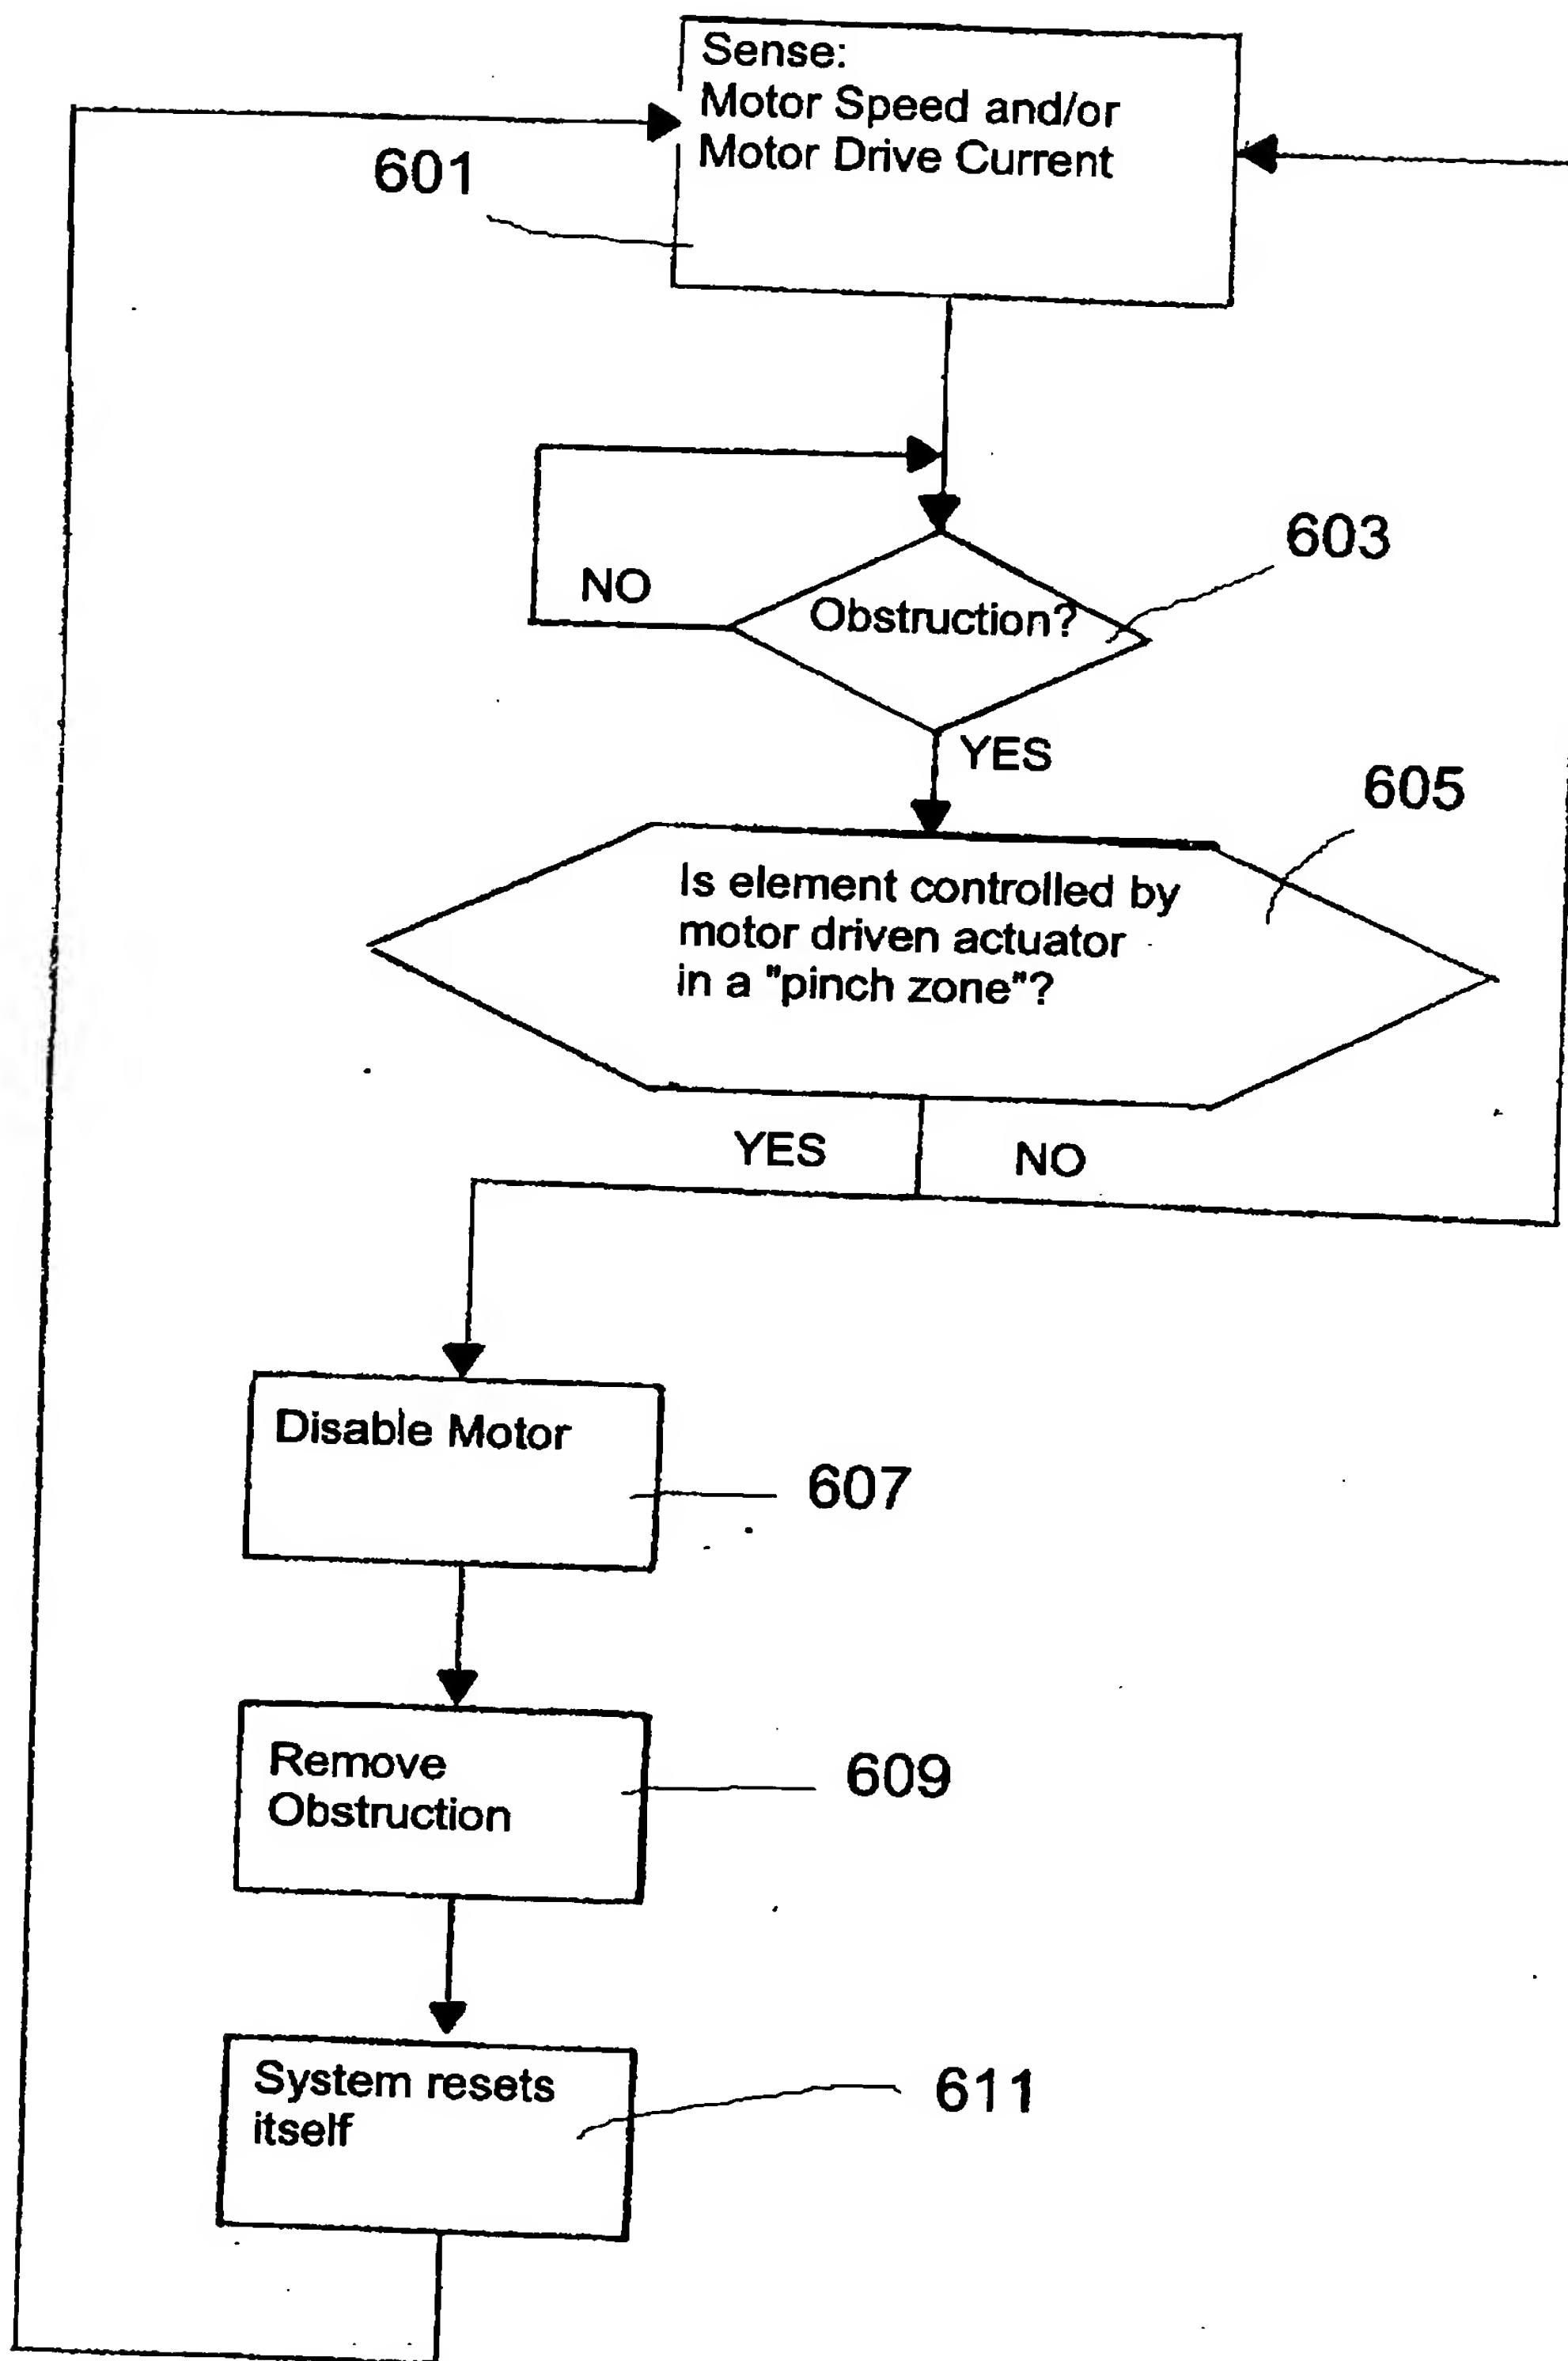 Sense:
Motor Speed and/or
Motor Drive Current
601
603
NO
Obstruction?
YES
605
Is element controlled by
motor driven actuator
in a "pinch zone"?
YES
NO
Disable Motor
607
Remove
Obstruction
609
System resets
itself
611